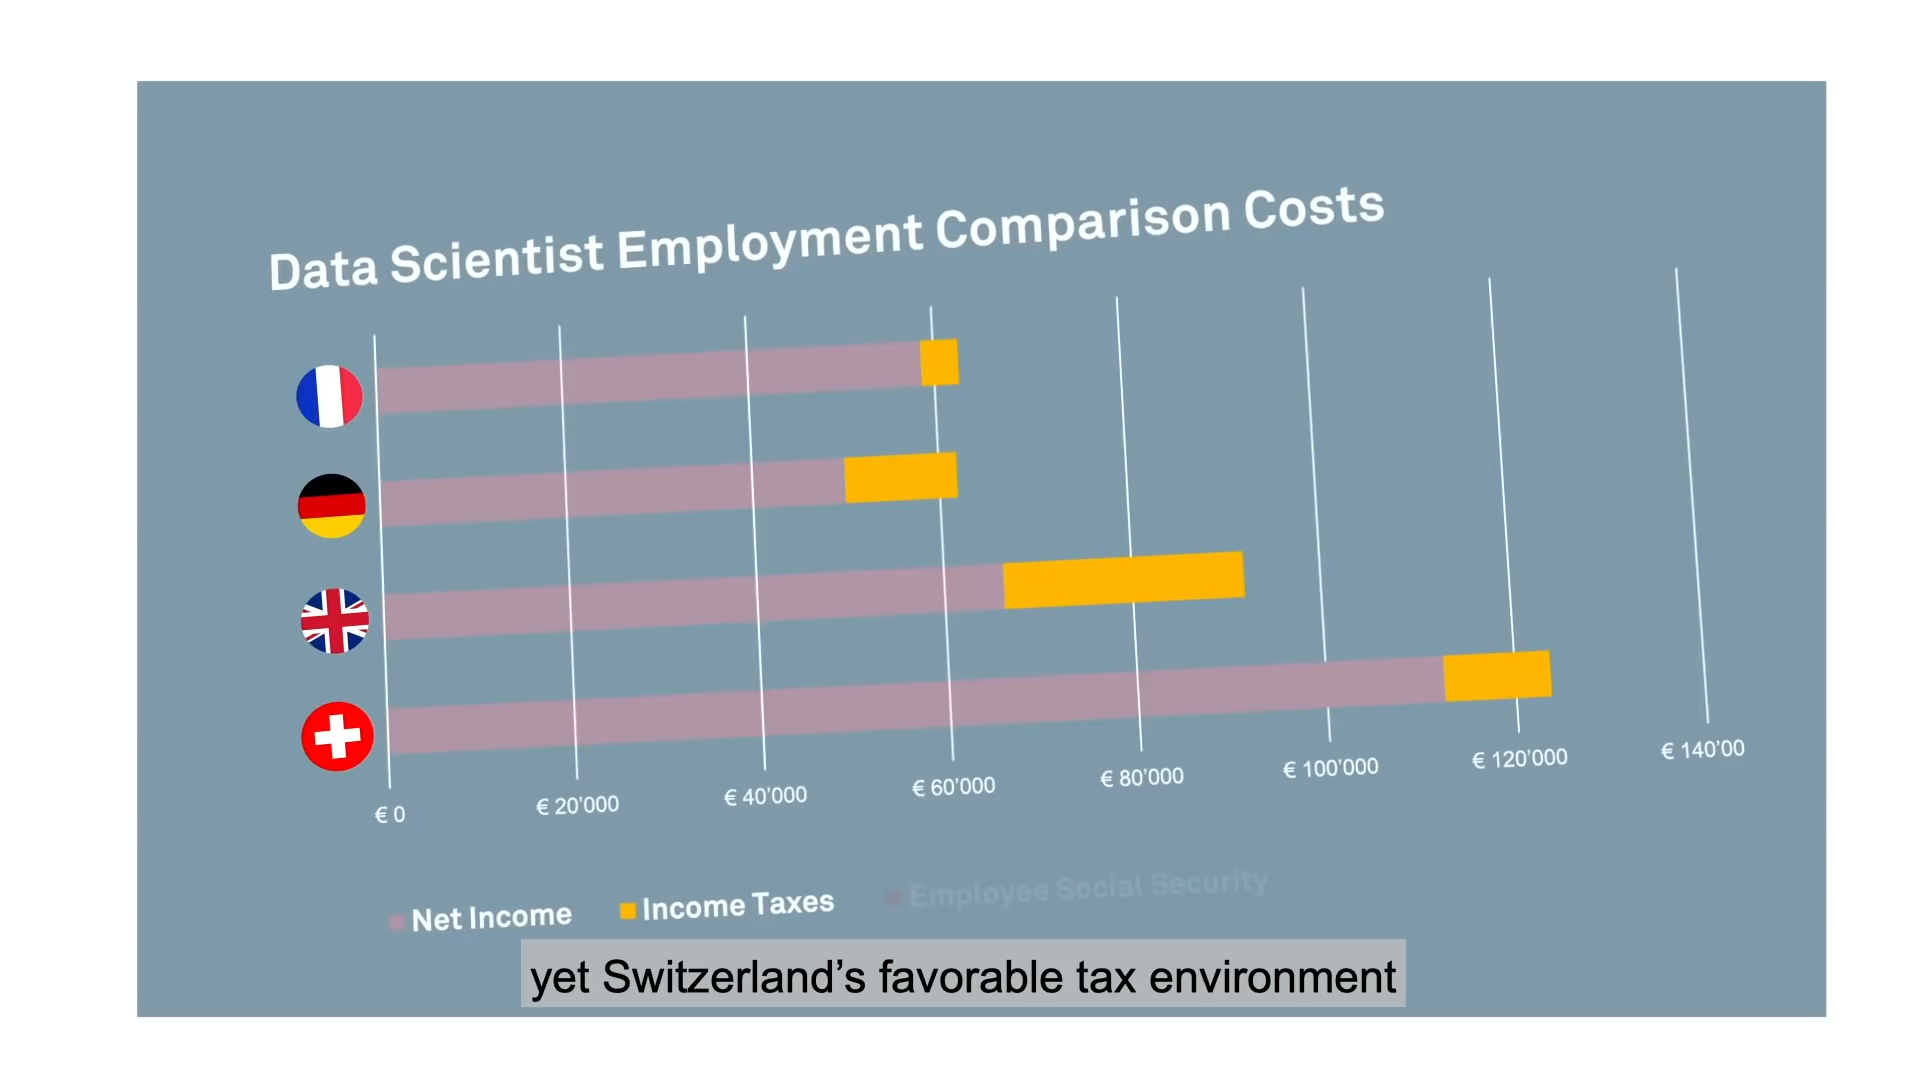 Data Scientist Employment Comparison Costs
€ 0
€ 20’000
€ 40’000
€ 60’000
€ 80’000
€ 100’000
€ 120’000
€ 140’00
Net Income
Income Taxes
Employee Social Security
yet Switzerland’s favorable tax environment